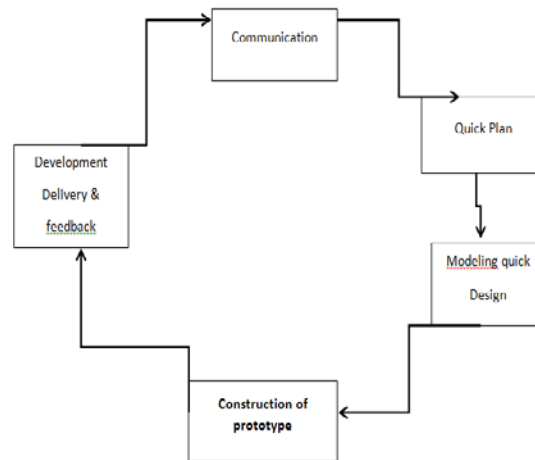 Communication
Quick Plan
Development
Delivery &
feedback
Modeling quick
Design
Construction of
prototype